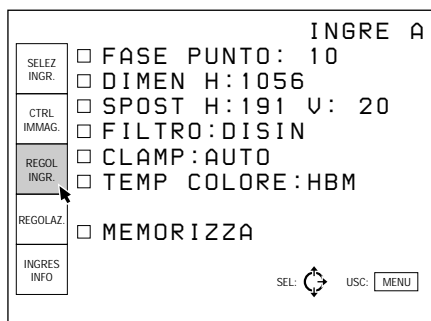 INGRE A
SELEZ
INGR.
CTRL
IMMAG.
REGOL
INGR.
REGOLAZ.
INGRES
INFO
□ FASE PUNTO: 10
□ DIMEN H:1056
□ SPOST H:191 V: 20
□ FILTRO:DISIN
□ CLAMP:AUTO
□ TEMP COLORE:HBM
□ MEMORIZZA
SEL: USC: MENU